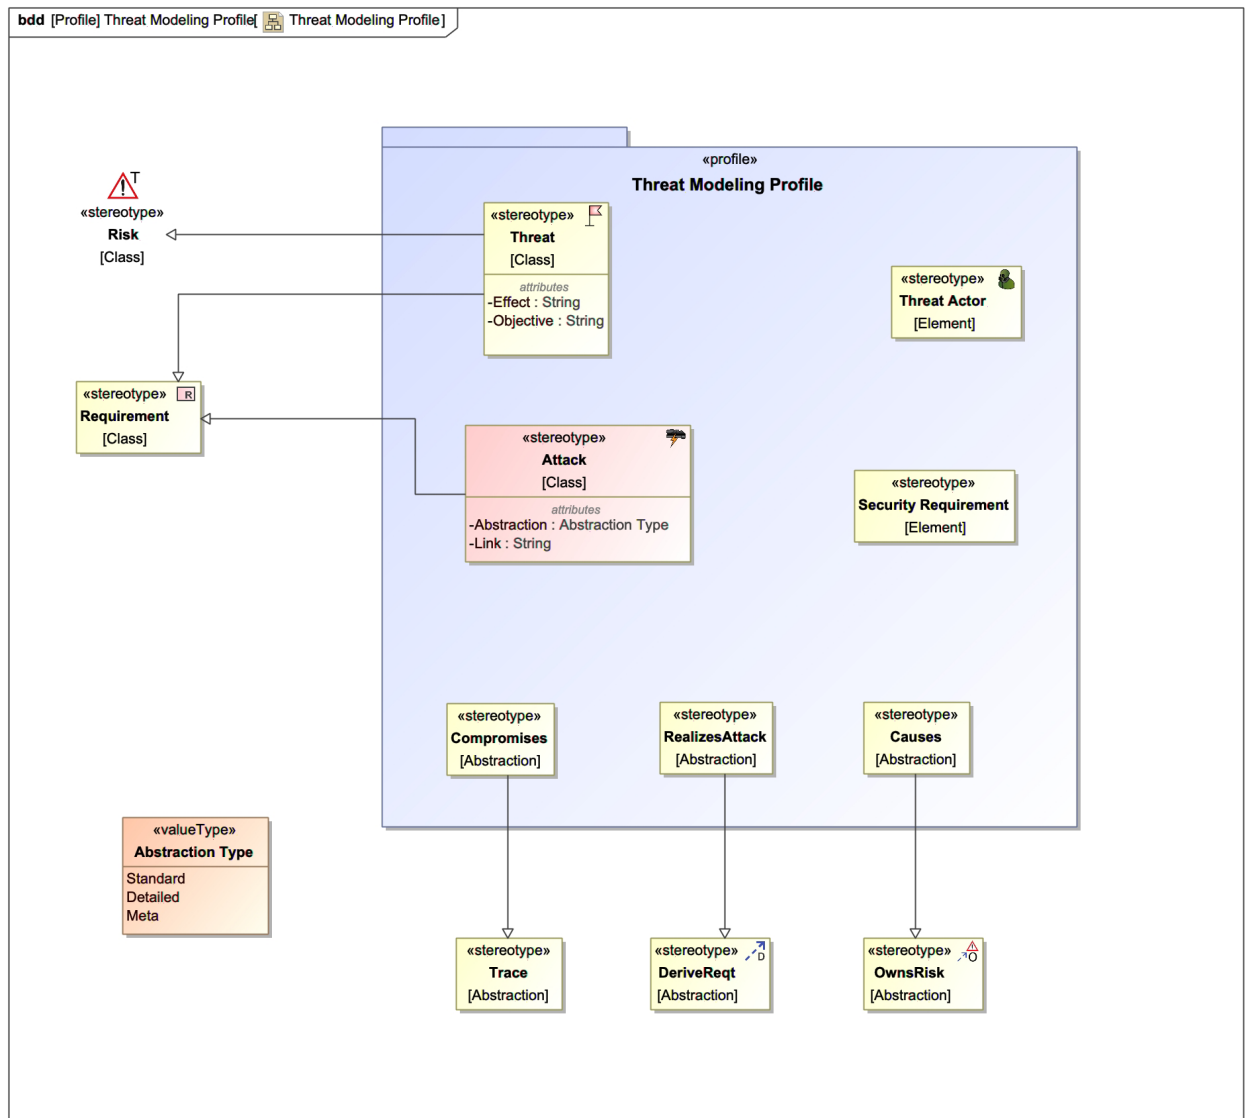 bdd [Profile] Threat Modeling Profile[ Threat Modeling Profile]
«profile»
Threat Modeling Profile
T
«stereotype»
Risk
[Class]
«stereotype»
Threat
[Class]
attributes
-Effect : String
-Objective : String
«stereotype»
Threat Actor
[Element]
«stereotype»
R
Requirement
[Class]
«stereotype»
Attack
[Class]
attributes
-Abstraction : Abstraction Type
-Link : String
«stereotype»
Security Requirement
[Element]
«stereotype»
Compromises
[Abstraction]
«stereotype»
RealizesAttack
[Abstraction]
«stereotype»
Causes
[Abstraction]
«valueType»
Abstraction Type
Standard
Detailed
Meta
«stereotype»
Trace
[Abstraction]
«stereotype»
D
DeriveReqt
[Abstraction]
«stereotype»
O
OwnsRisk
[Abstraction]